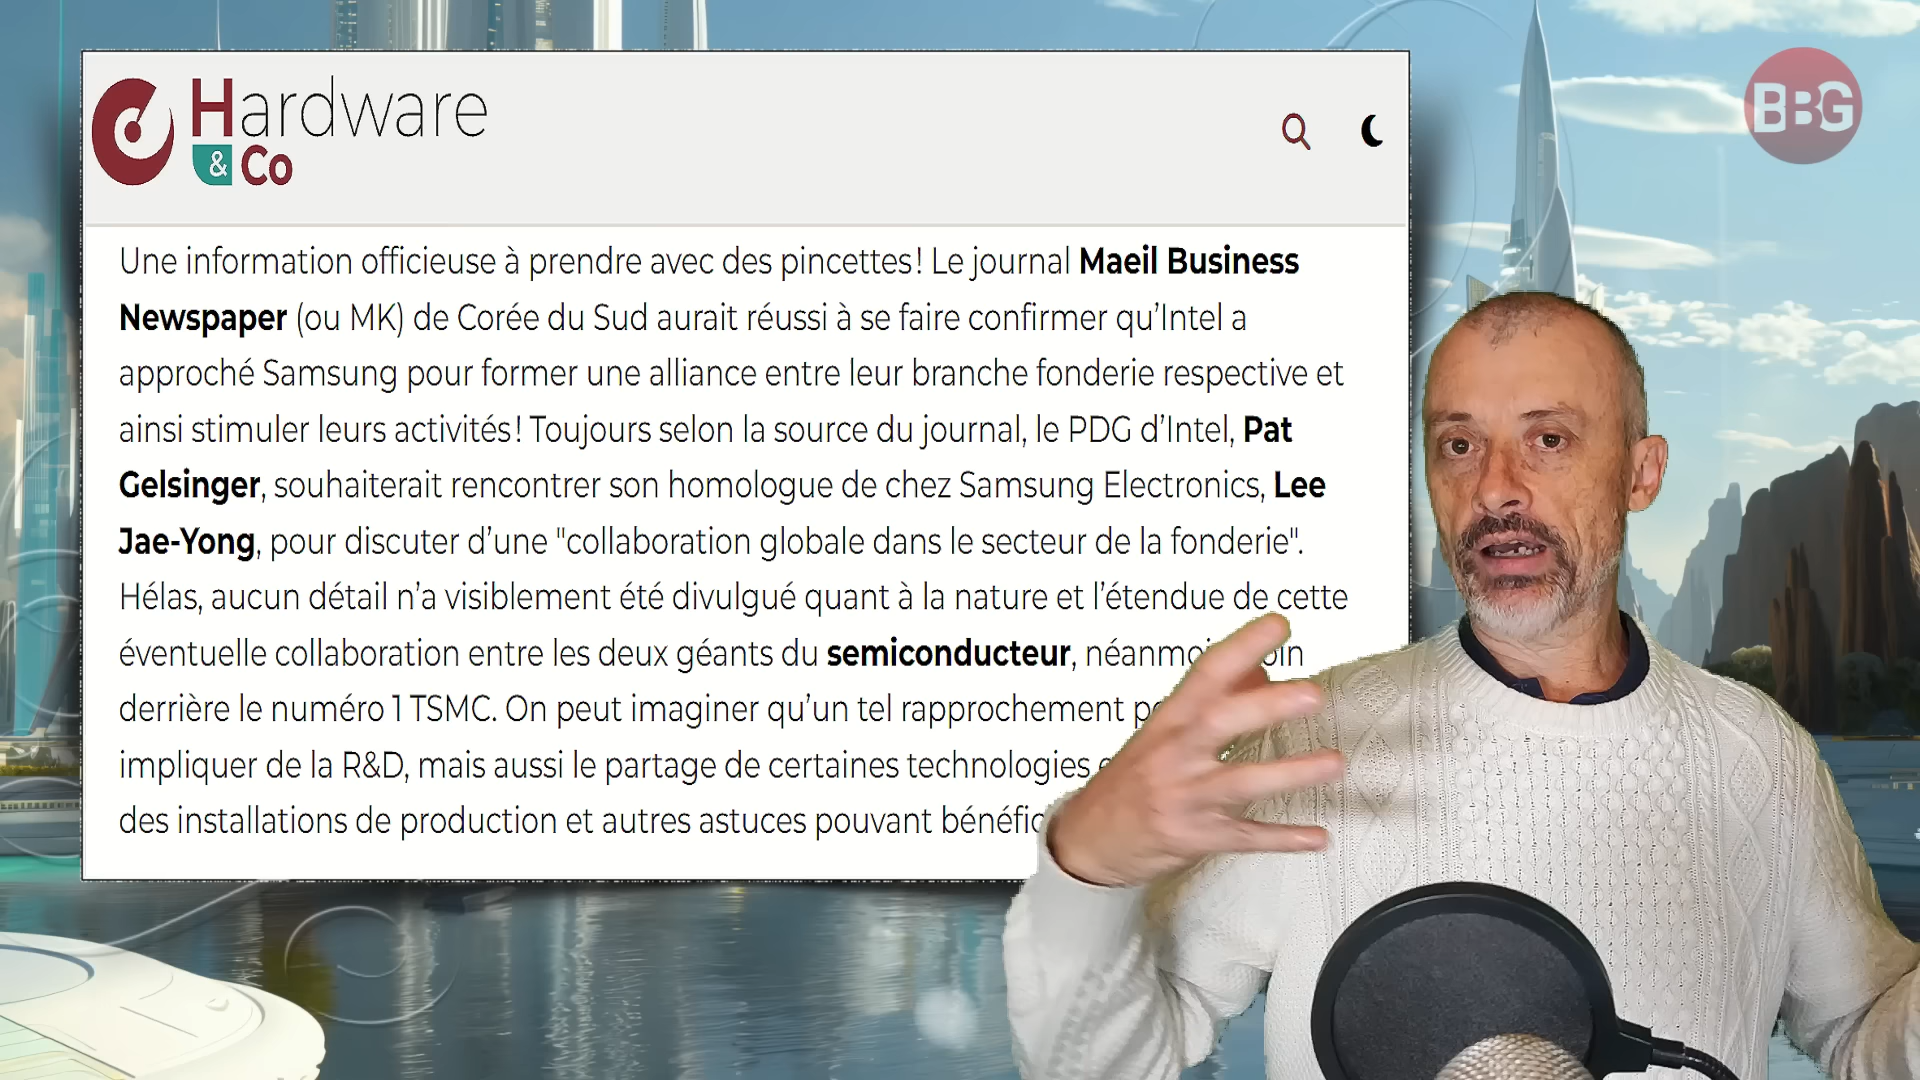 Hardware
& Co
BBG
Une information officieuse à prendre avec des pincettes! Le journal Maeil Business
Newspaper (ou MK) de Corée du Sud aurait réussi à se faire confirmer qu'Intel a
approché Samsung pour former une alliance entre leur branche fonderie respective et
ainsi stimuler leurs activités! Toujours selon la source du journal, le PDG d'Intel, Pat
Gelsinger, souhaiterait rencontrer son homologue de chez Samsung Electronics, Lee
Jae-Yong, pour discuter d'une "collaboration globale dans le secteur de la fonderie".
Hélas, aucun détail n'a visiblement été divulgué quant à la nature et l'étendue de cette
éventuelle collaboration entre les deux géants du semiconducteur,
derrière le numéro 1 TSMC. On peut imaginer qu'un tel rapprochement
impliquer de la R&D, mais aussi le partage de certaines technologies
des installations de production et autres astuces pouvant